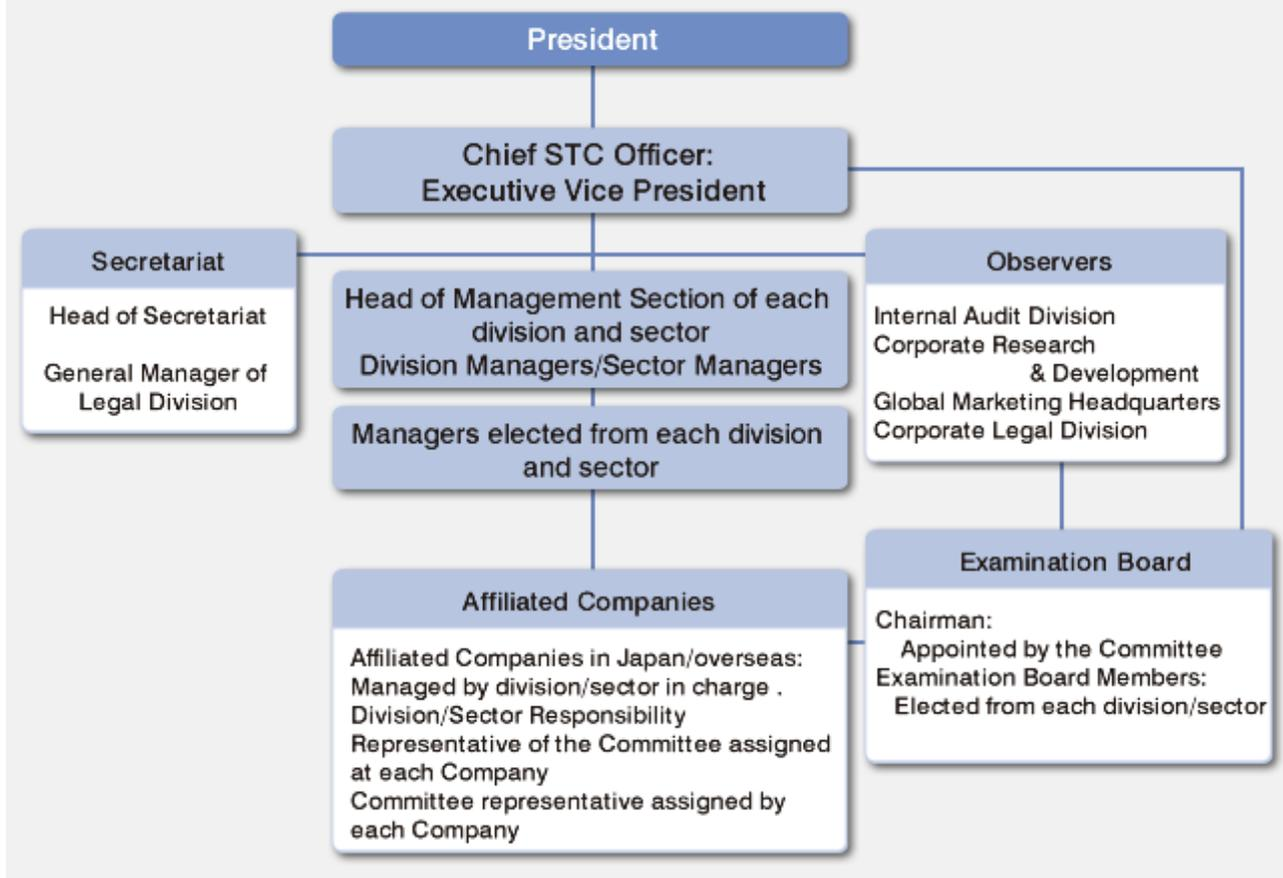 President
Chief STC Officer:
Executive Vice President
Secretariat
Head of Secretariat
General Manager of
Legal Division
Head of Management Section of each
division and sector
Division Managers/Sector Managers
Managers elected from each division
and sector
Observers
Internal Audit Division
Corporate Research
& Development
Global Marketing Headquarters
Corporate Legal Division
Affiliated Companies
Affiliated Companies in Japan/overseas:
Managed by division/sector in charge .
Division/Sector Responsibility
Representative of the Committee assigned
at each Company
Committee representative assigned by
each Company
Examination Board
Chairman:
Appointed by the Committee
Examination Board Members:
Elected from each division/sector